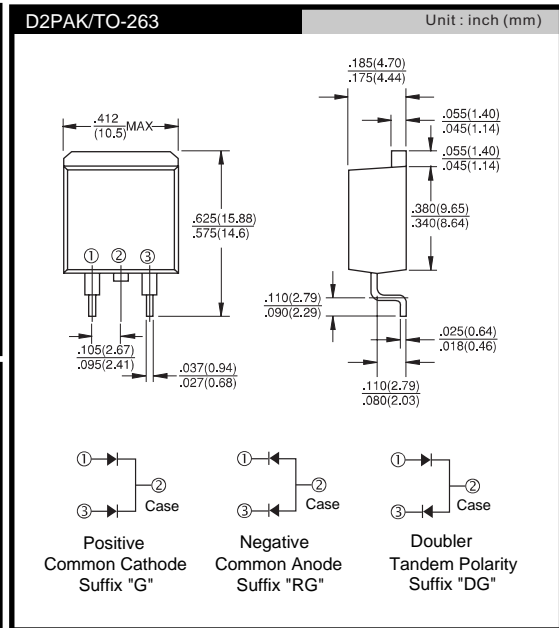 D2PAK/TO-263
Unit : inch (mm)
.185(4.70)
.175(4.44)
.412
(10.5)
MAX
.055(1.40)
.045(1.14)
.055(1.40)
.045(1.14)
.625(15.88)
.575(14.6)
.380(9.65)
.340(8.64)
① ② ③
.110(2.79)
.090(2.29)
.105(2.67)
.095(2.41)
.037(0.94)
.027(0.68)
.025(0.64)
.018(0.46)
.110(2.79)
.080(2.03)
①
②
Case
③
Positive
Common Cathode
Suffix "G"
①
②
Case
③
Negative
Common Anode
Suffix "RG"
①
②
Case
③
Doubler
Tandem Polarity
Suffix "DG"